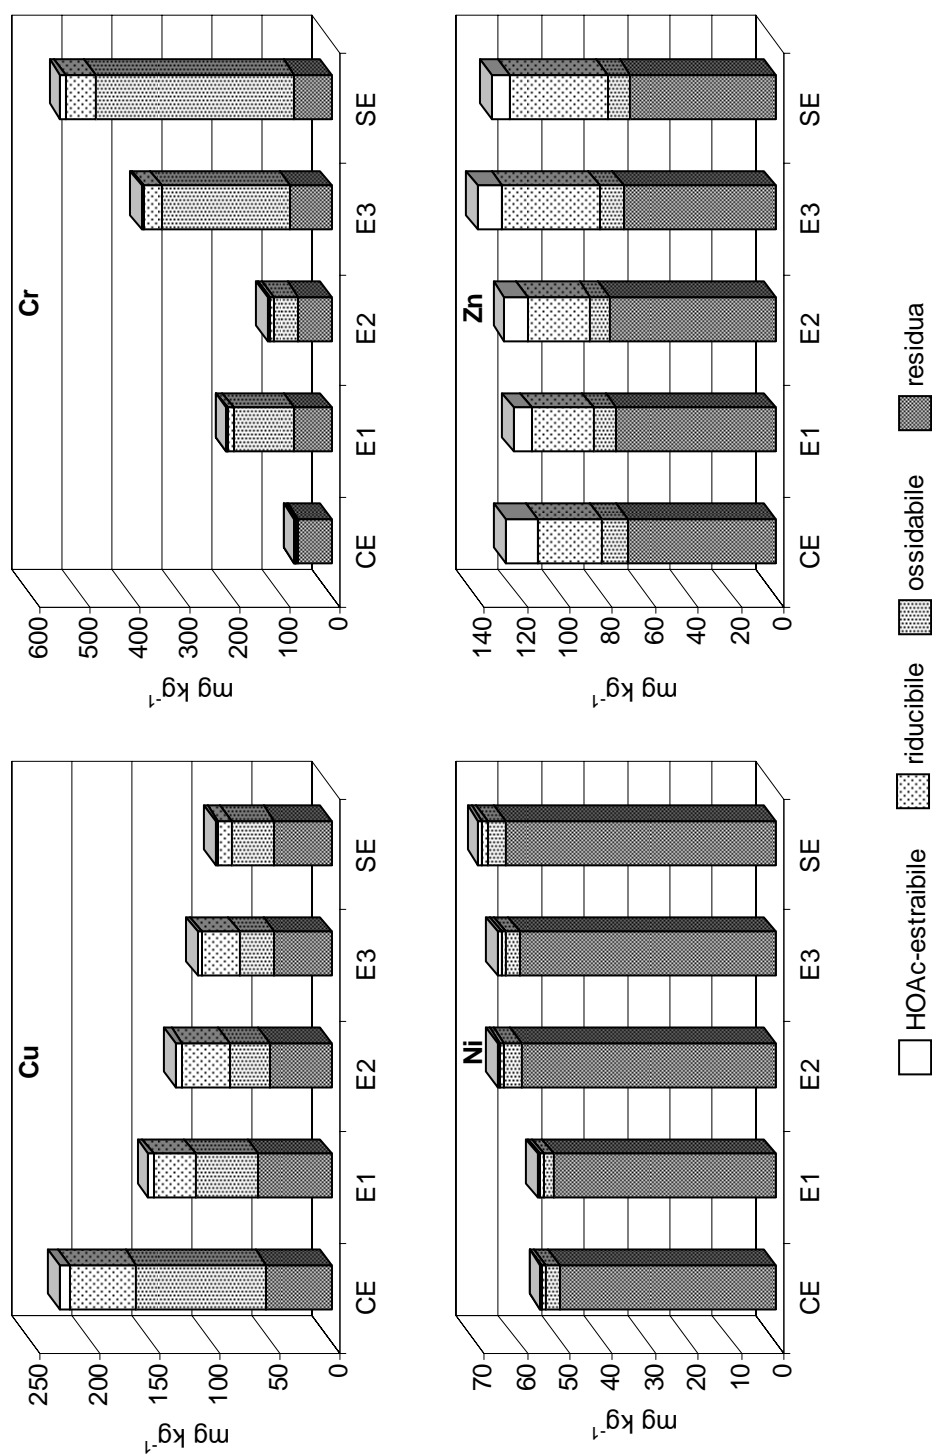 Cu
250
200
150
100
50
0
mg kg⁻¹
CE E1 E2 E3 SE
Cr
600
500
400
300
200
100
0
mg kg⁻¹
CE E1 E2 E3 SE
Ni
70
60
50
40
30
20
10
0
mg kg⁻¹
CE E1 E2 E3 SE
Zn
140
120
100
80
60
40
20
0
mg kg⁻¹
CE E1 E2 E3 SE
HOAc-estraibile riducibile ossidabile residua